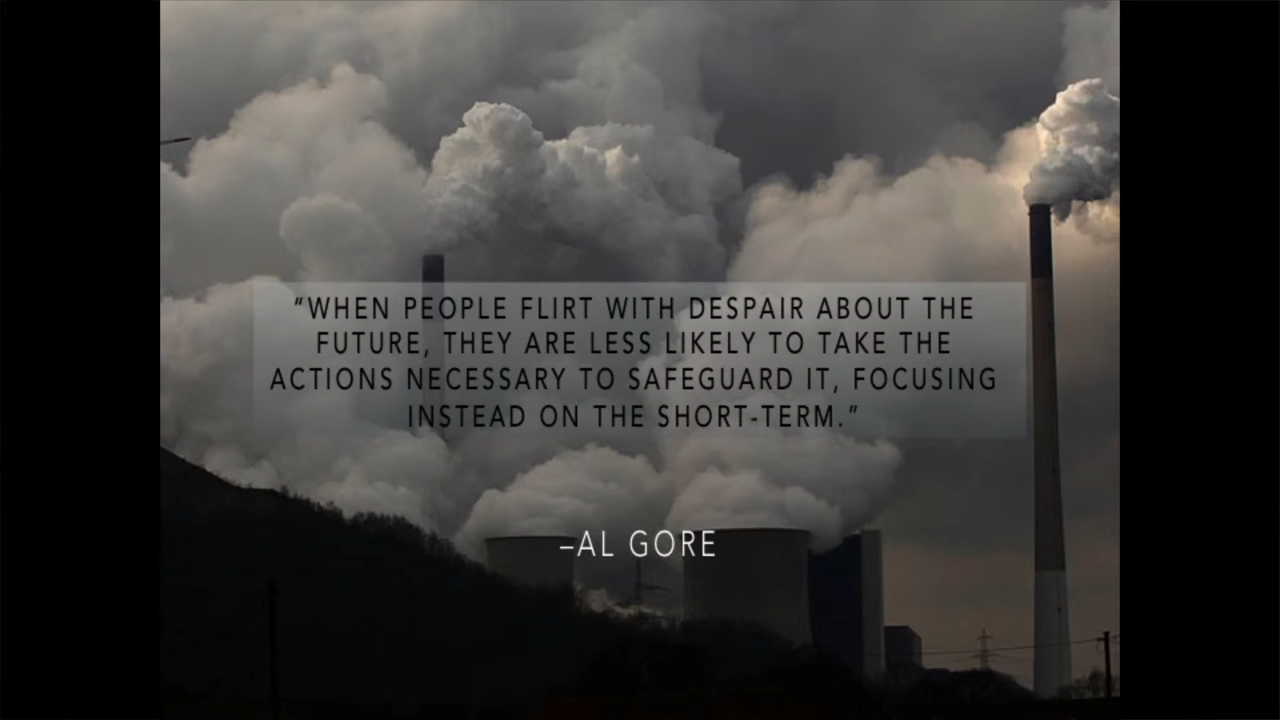 “WHEN PEOPLE FLIRT WITH DESPAIR ABOUT THE
FUTURE, THEY ARE LESS LIKELY TO TAKE THE
ACTIONS NECESSARY TO SAFEGUARD IT, FOCUSING
INSTEAD ON THE SHORT-TERM.”
–AL GORE